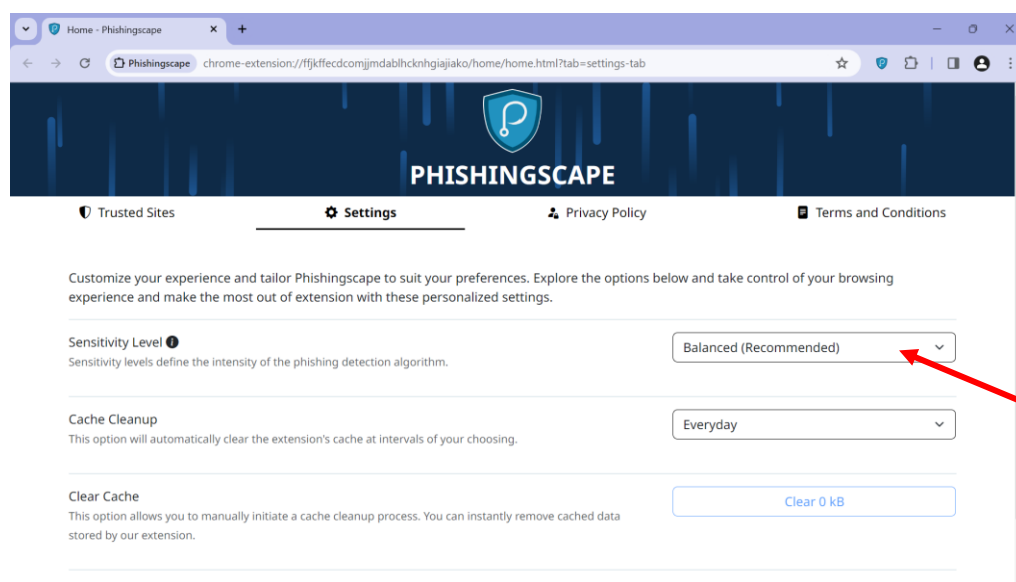 Home - Phishingscape
Phishingscape chrome-extension://ffjkffecdcomjjmdablhcknhgiajiako/home/home.html?tab=settings-tab
PHISHINGSCAPE
Trusted Sites Settings Privacy Policy Terms and Conditions
Customize your experience and tailor Phishingscape to suit your preferences. Explore the options below and take control of your browsing
experience and make the most out of extension with these personalized settings.
Sensitivity Level
Balanced (Recommended)
Sensitivity levels define the intensity of the phishing detection algorithm.
Cache Cleanup
Everyday
This option will automatically clear the extension's cache at intervals of your choosing.
Clear Cache
Clear 0 kB
This option allows you to manually initiate a cache cleanup process. You can instantly remove cached data
stored by our extension.